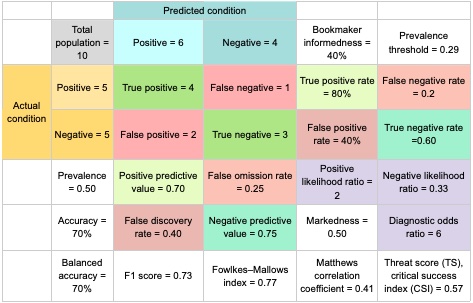 Predicted condition
Total
population =
10
Positive = 6
Negative = 4
Bookmaker
informedness =
40%
Prevalence
threshold = 0.29
Actual
condition
Positive = 5
True positive = 4
False negative = 1
True positive rate
= 80%
False negative rate
= 0.2
Negative = 5
False positive = 2
True negative = 3
False positive
rate = 40%
True negative rate
=0.60
Prevalence
= 0.50
Positive predictive
value = 0.70
False omission rate
= 0.25
Positive
likelihood ratio =
2
Negative likelihood
ratio = 0.33
Accuracy =
70%
False discovery
rate = 0.40
Negative predictive
value = 0.75
Markedness =
0.50
Diagnostic odds
ratio = 6
Balanced
accuracy =
70%
F1 score = 0.73
Fowlkes–Mallows
index = 0.77
Matthews
correlation
coefficient = 0.41
Threat score (TS),
critical success
index (CSI) = 0.57